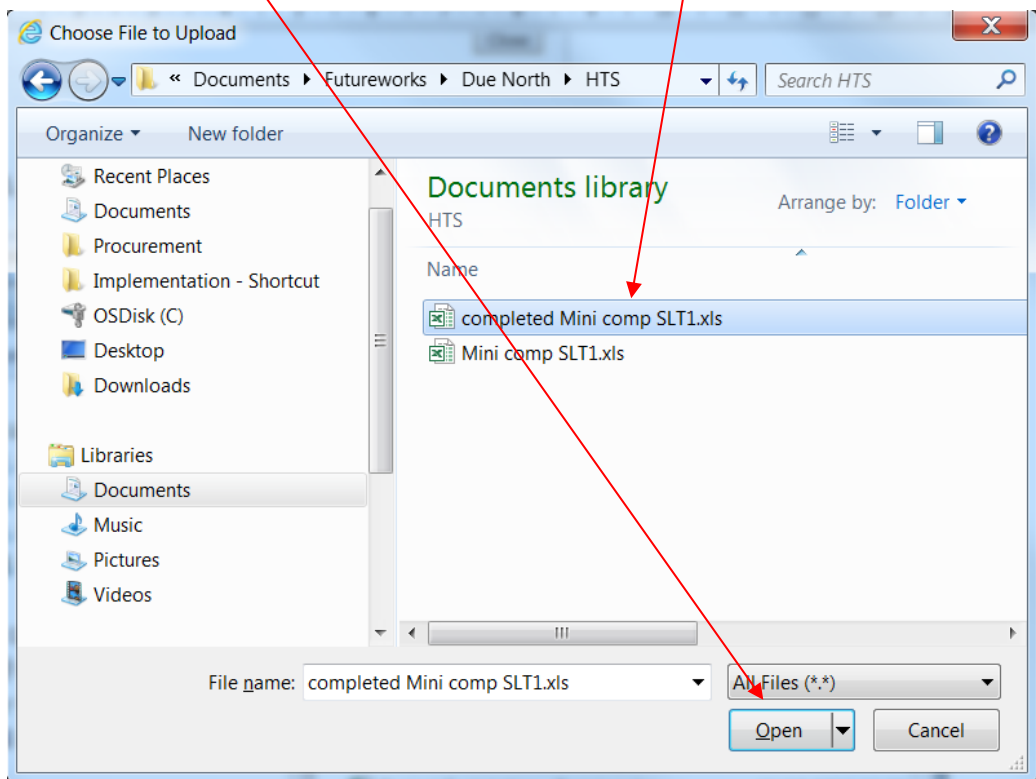 Choose File to Upload
« Documents Futureworks Due North HTS
Search HTS
Organize
New folder
Recent Places
Documents
Procurement
Implementation - Shortcut
OSDisk (C)
Desktop
Downloads
Libraries
Documents
Music
Pictures
Videos
Documents library
HTS
Arrange by: Folder
Name
completed Mini comp SLT1.xls
Mini comp SLT1.xls
File name: completed Mini comp SLT1.xls
All Files (*.*)
Open
Cancel